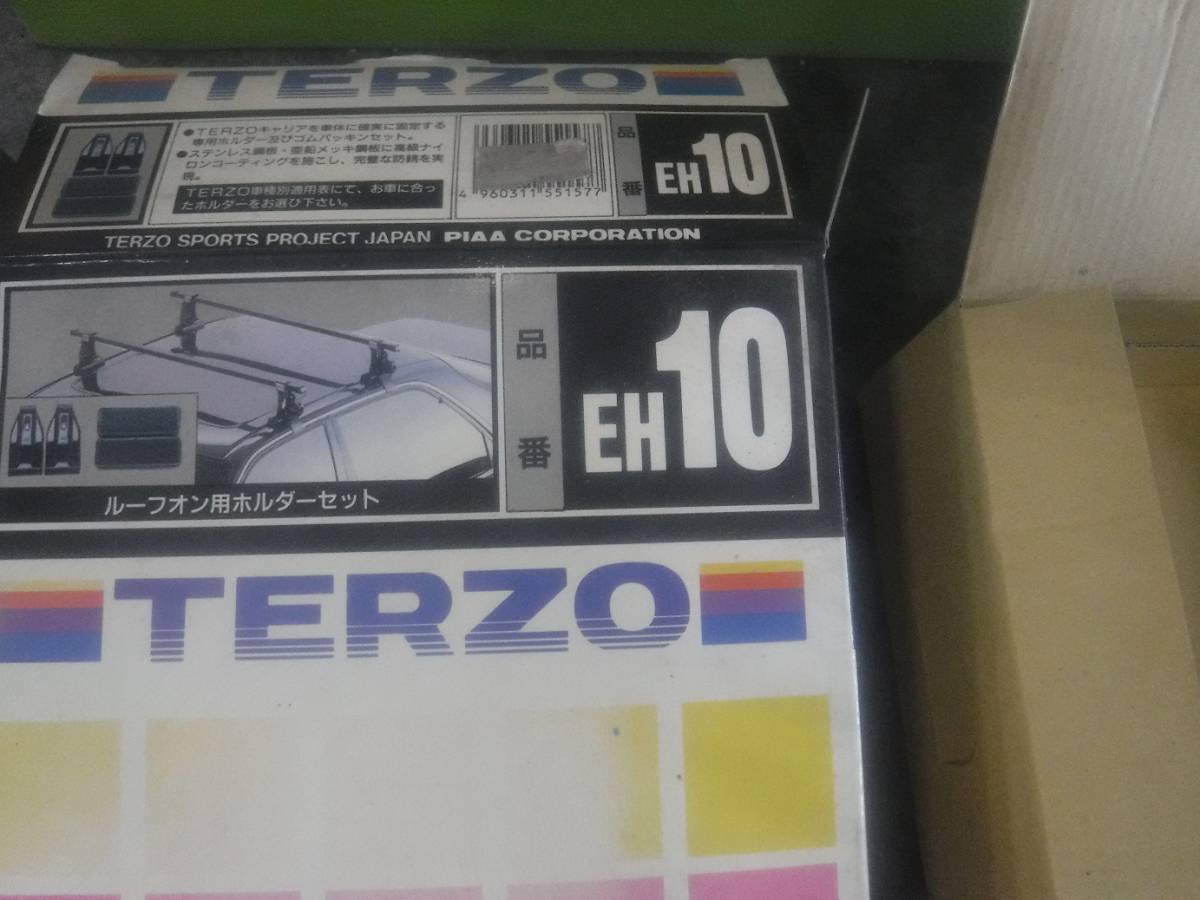 TERZO
●TERZOキャリアを車体に確実に固定する
専用ホルダー及びゴムパッキンセット。
●ステンレス鋼板・亜鉛メッキ鋼板に高級ナイ
ロンコーティングを施こし、完璧な防錆を実
現。
TERZO車種別適用表にて、お車に合っ
たホルダーをお選び下さい。
4 960311 551577
品番
EH10
TERZO SPORTS PROJECT JAPAN PIAA CORPORATION
品番
EH10
ルーフオン用ホルダーセット
TERZO